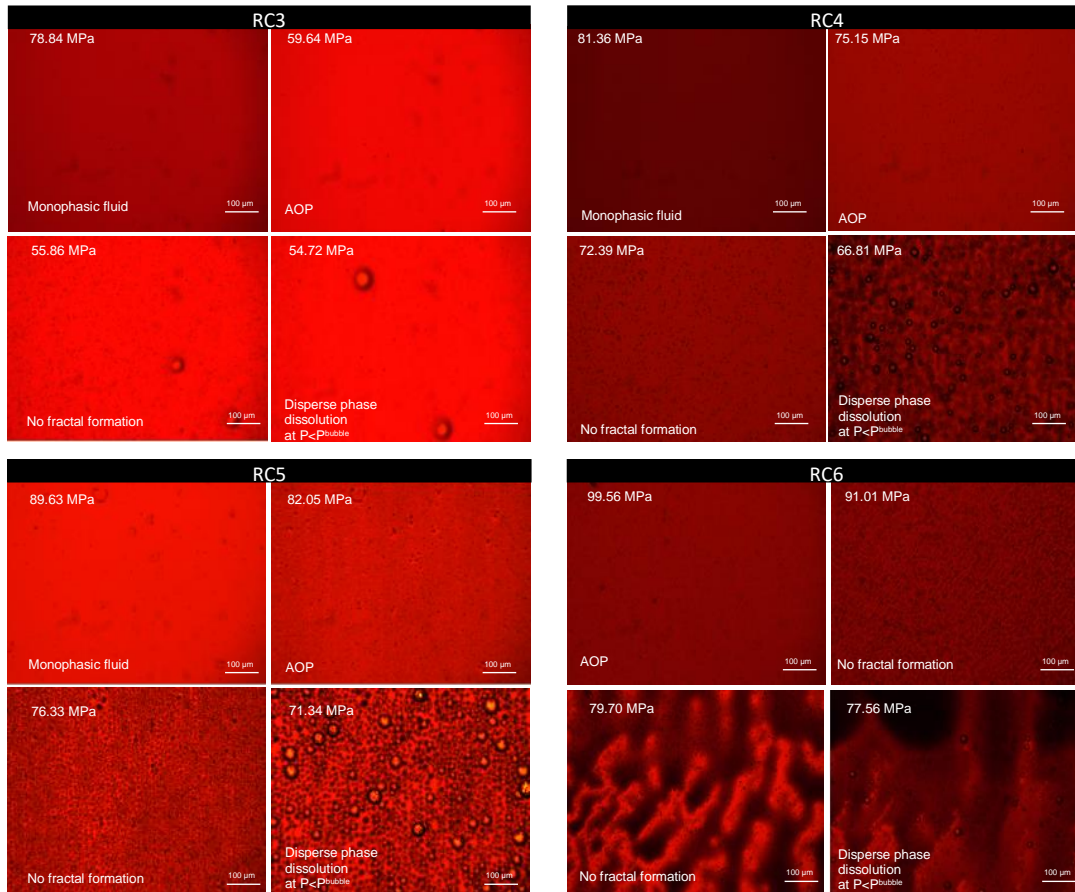 RC3
78.84 MPa
Monophasic fluid
100 µm
59.64 MPa
AOP
100 µm
55.86 MPa
No fractal formation
100 µm
54.72 MPa
Disperse phase
dissolution
at P<Pbubble
100 µm
RC4
81.36 MPa
Monophasic fluid
100 µm
75.15 MPa
AOP
100 µm
72.39 MPa
No fractal formation
100 µm
66.81 MPa
Disperse phase
dissolution
at P<Pbubble
100 µm
RC5
89.63 MPa
Monophasic fluid
100 µm
82.05 MPa
AOP
100 µm
76.33 MPa
No fractal formation
100 µm
71.34 MPa
Disperse phase
dissolution
at P<Pbubble
100 µm
RC6
99.56 MPa
AOP
100 µm
91.01 MPa
No fractal formation
100 µm
79.70 MPa
No fractal formation
100 µm
77.56 MPa
Disperse phase
dissolution
at P<Pbubble
100 µm